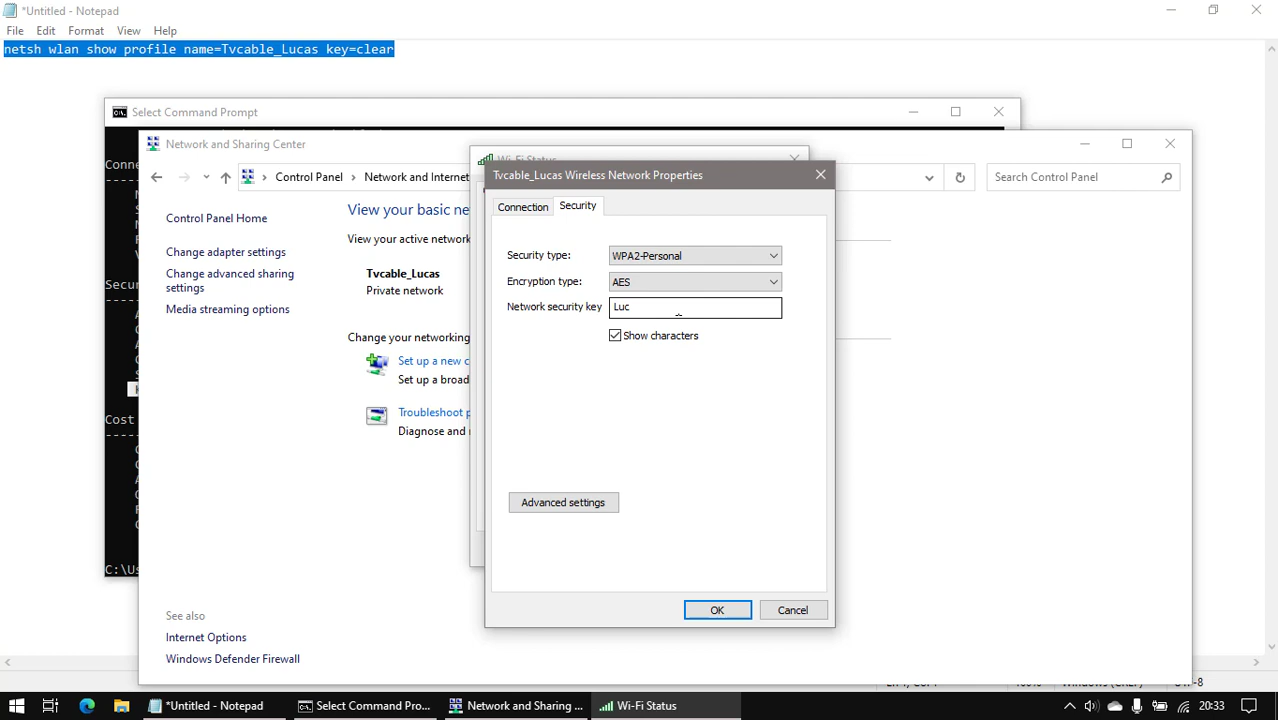 *Untitled - Notepad
File Edit Format View Help
netsh wlan show profile name=Tvcable_Lucas key=clear
Select Command Prompt
Network and Sharing Center
Wi-Fi Status
Tvcable_Lucas Wireless Network Properties
Control Panel Network and Internet
Search Control Panel
Connection Security
Control Panel Home
View your basic ne
Change adapter settings
View your active network
Change advanced sharing
settings
Tvcable_Lucas
Private network
Media streaming options
Security type: WPA2-Personal
Encryption type: AES
Network security key Luc
Show characters
Change your networking
Set up a new c
Set up a broad
Troubleshoot p
Diagnose and
Conne
Secu
Cost
C:\Us
Advanced settings
OK Cancel
See also
Internet Options
Windows Defender Firewall
*Untitled - Notepad Select Command Pro... Network and Sharing ... Wi-Fi Status 20:33